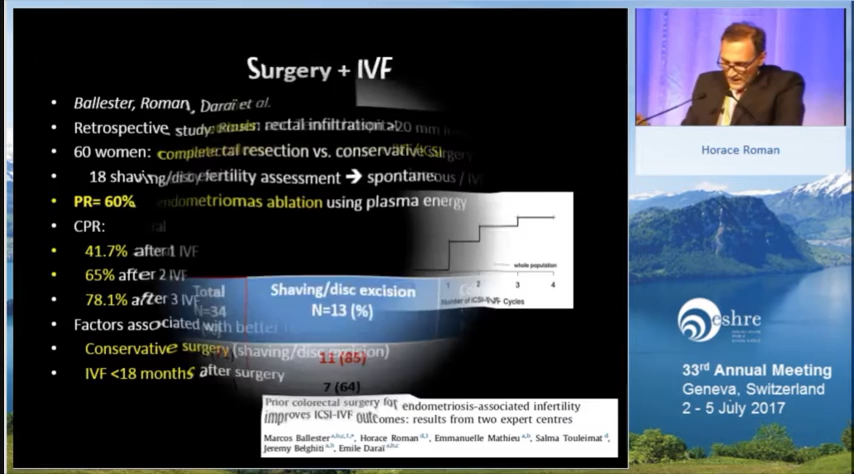 Surgery + IVF
• Ballester, Roman, Daraï et al.
• Retrospective study. rectal infiltration >20 mm
• 60 women: complete resection vs. conservative
18 shaving/disc fertility assessment → spontaneous /
• PR= 60% endometriomas ablation using plasma energy
• CPR:
• 41.7% after 1 IVF
• 65% after 2 IVF
• 78.1% after 3 IVF
• Factors associated with better
• Conservative surgery (shaving/disc excision)
• IVF <18 months after surgery
whole population
1 2 3 4
Number of ICSI-IVF Cycles
Total
N=34
Shaving/disc excision
N=13 (%)
11 (85)
7 (64)
Prior colorectal surgery for endometriosis-associated infertility
improves ICSI-IVF outcomes: results from two expert centres
Marcos Ballester, Horace Roman, Emmanuelle Mathieu, Salma Touleimat,
Jeremy Belghiti, Emile Daraï
Horace Roman
eshre
33rd Annual Meeting
Geneva, Switzerland
2 - 5 July 2017